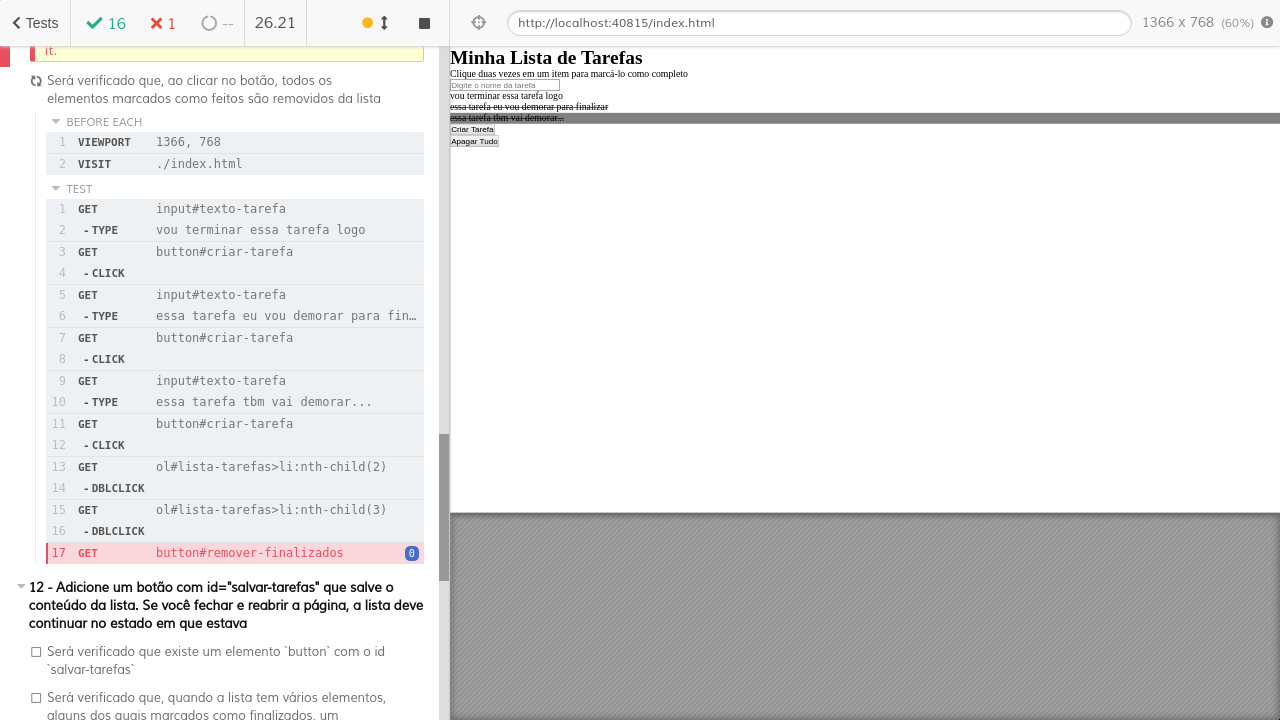 Tests
16
1
--
26.21
http://localhost:40815/index.html
1366 x 768 (60%)
it.
Será verificado que, ao clicar no botão, todos os
elementos marcados como feitos são removidos da lista
BEFORE EACH
1 VIEWPORT 1366, 768
2 VISIT ./index.html
TEST
1 GET input#texto-tarefa
2 -TYPE vou terminar essa tarefa logo
3 GET button#criar-tarefa
4 -CLICK
5 GET input#texto-tarefa
6 -TYPE essa tarefa eu vou demorar para fin…
7 GET button#criar-tarefa
8 -CLICK
9 GET input#texto-tarefa
10 -TYPE essa tarefa tbm vai demorar...
11 GET button#criar-tarefa
12 -CLICK
13 GET ol#lista-tarefas>li:nth-child(2)
14 -DBLCLICK
15 GET ol#lista-tarefas>li:nth-child(3)
16 -DBLCLICK
17 GET button#remover-finalizados 0
12 - Adicione um botão com id="salvar-tarefas" que salve o
conteúdo da lista. Se você fechar e reabrir a página, a lista deve
continuar no estado em que estava
Será verificado que existe um elemento `button` com o id
`salvar-tarefas`
Será verificado que, quando a lista tem vários elementos,
alguns dos quais marcados como finalizados, um
Minha Lista de Tarefas
Clique duas vezes em um item para marcá-lo como completo
Digite o nome da tarefa
vou terminar essa tarefa logo
essa tarefa eu vou demorar para finalizar
essa tarefa tbm vai demorar...
Criar Tarefa
Apagar Tudo